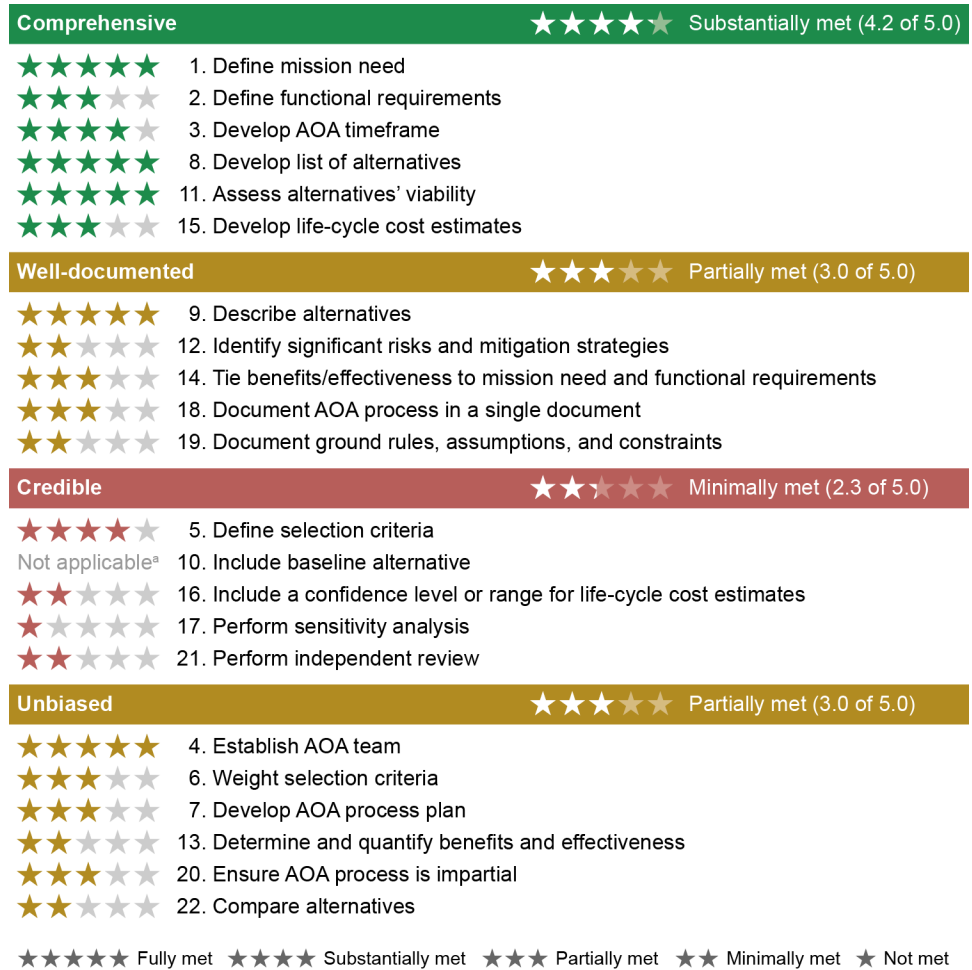 Comprehensive Substantially met (4.2 of 5.0)
1. Define mission need
2. Define functional requirements
3. Develop AOA timeframe
8. Develop list of alternatives
11. Assess alternatives’ viability
15. Develop life-cycle cost estimates
Well-documented Partially met (3.0 of 5.0)
9. Describe alternatives
12. Identify significant risks and mitigation strategies
14. Tie benefits/effectiveness to mission need and functional requirements
18. Document AOA process in a single document
19. Document ground rules, assumptions, and constraints
Credible Minimally met (2.3 of 5.0)
5. Define selection criteria
Not applicableᵃ 10. Include baseline alternative
16. Include a confidence level or range for life-cycle cost estimates
17. Perform sensitivity analysis
21. Perform independent review
Unbiased Partially met (3.0 of 5.0)
4. Establish AOA team
6. Weight selection criteria
7. Develop AOA process plan
13. Determine and quantify benefits and effectiveness
20. Ensure AOA process is impartial
22. Compare alternatives
Fully met Substantially met Partially met Minimally met Not met